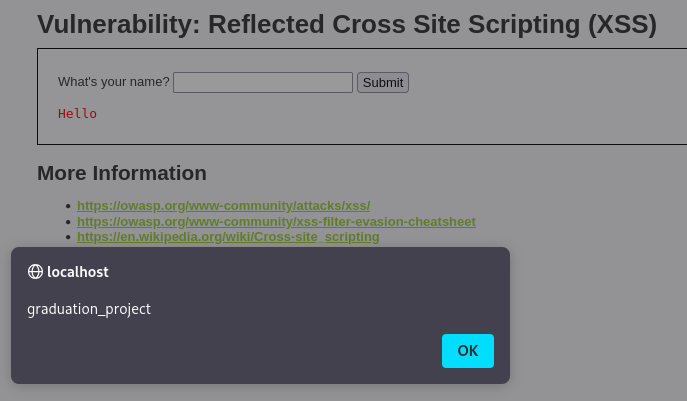 Vulnerability: Reflected Cross Site Scripting (XSS)
What's your name? Submit
Hello
More Information
https://owasp.org/www-community/attacks/xss/
https://owasp.org/www-community/xss-filter-evasion-cheatsheet
https://en.wikipedia.org/wiki/Cross-site_scripting
localhost
graduation_project
OK